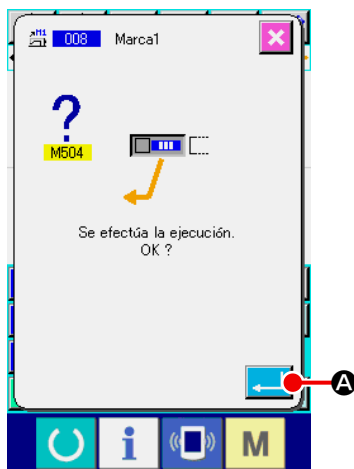 008 Marca1
?
M504
Se efectúa la ejecución.
OK ?
A
i
M